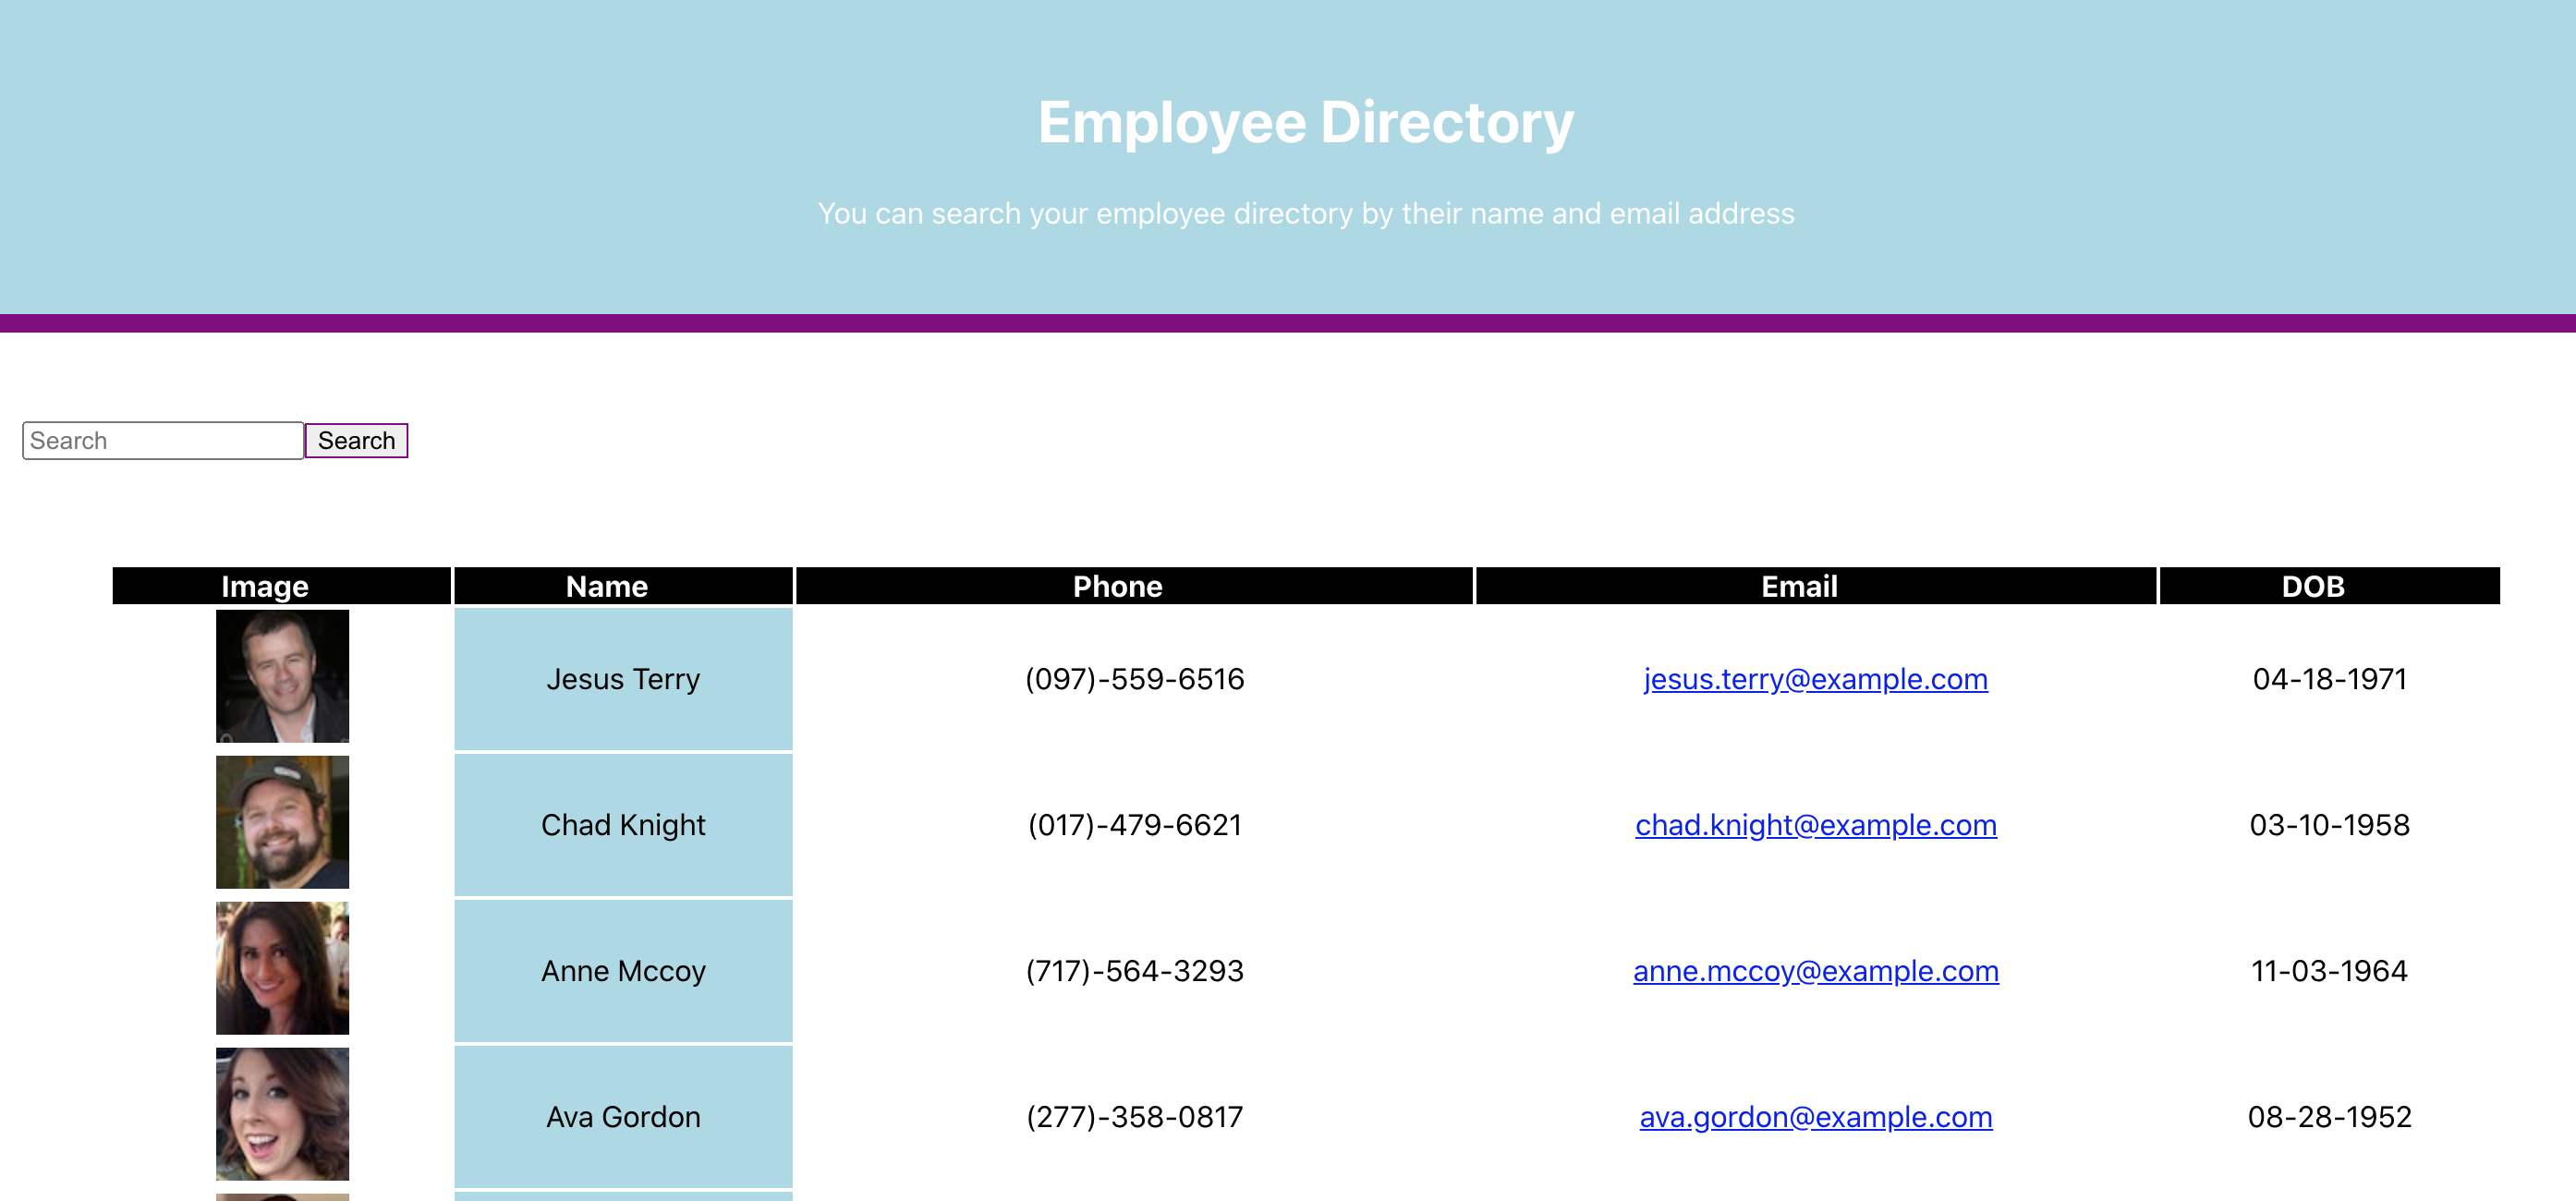 Employee Directory
You can search your employee directory by their name and email address
Search Search
Image Name Phone Email DOB
Jesus Terry (097)-559-6516 jesus.terry@example.com 04-18-1971
Chad Knight (017)-479-6621 chad.knight@example.com 03-10-1958
Anne Mccoy (717)-564-3293 anne.mccoy@example.com 11-03-1964
Ava Gordon (277)-358-0817 ava.gordon@example.com 08-28-1952